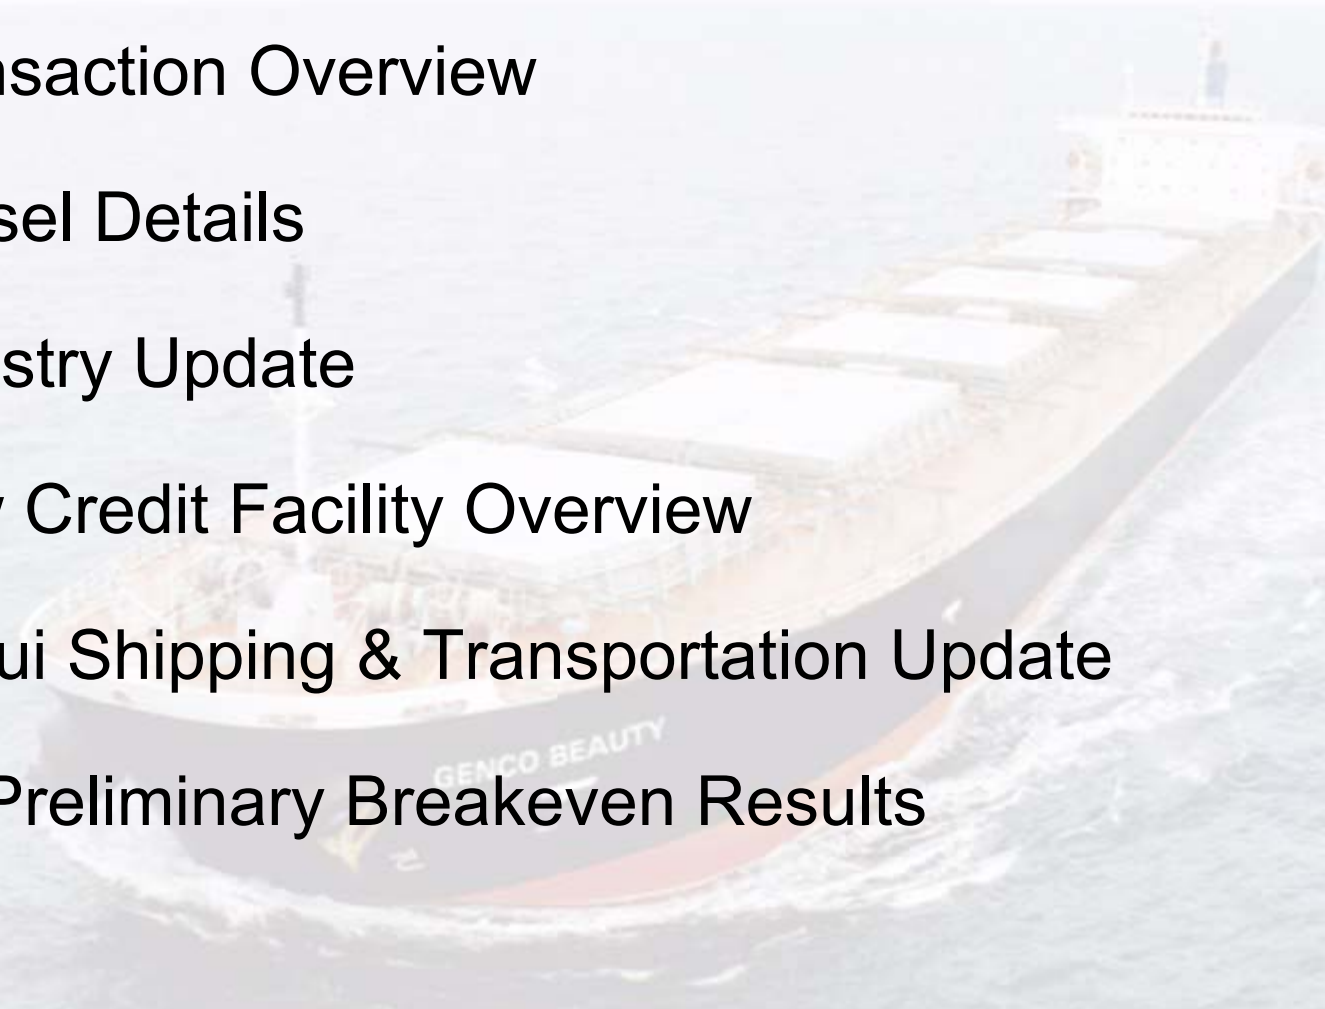 nsaction Overview
sel Details
stry Update
Credit Facility Overview
ui Shipping & Transportation Update
GENCO BEAUTY
Preliminary Breakeven Results